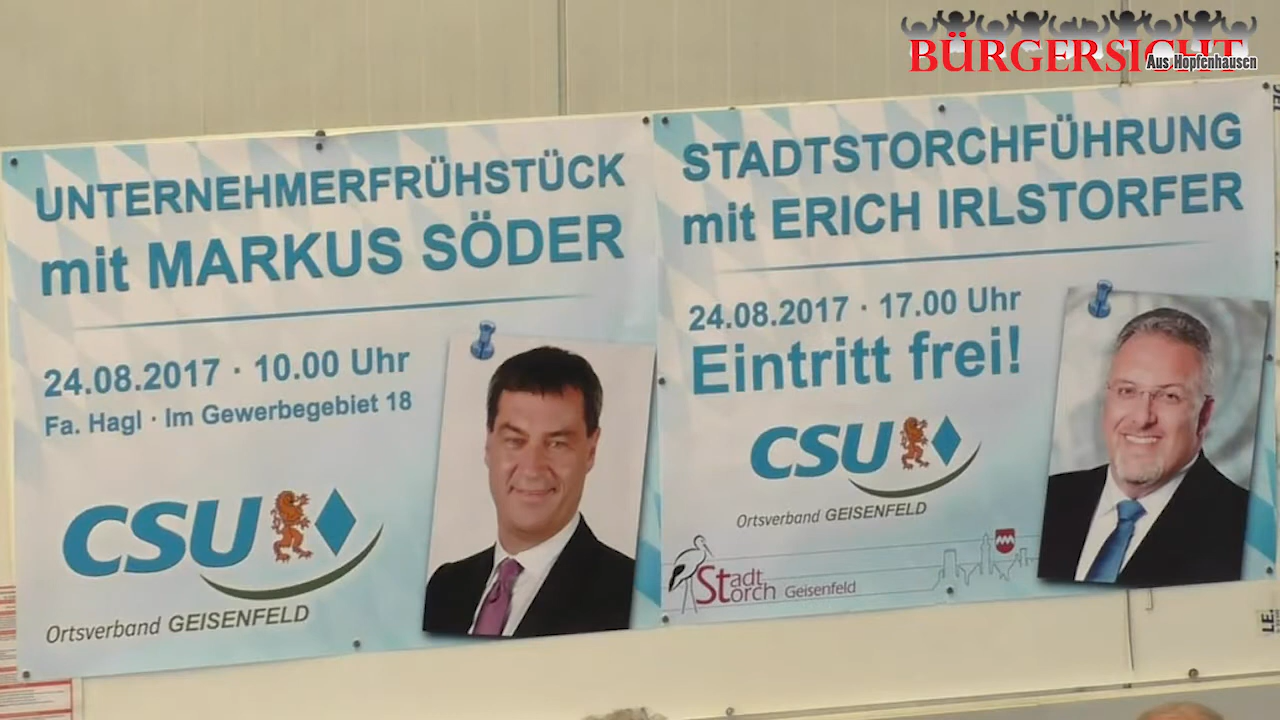 BÜRGERSICHT
Aus Hopfenhausen
UNTERNEHMERFRÜHSTÜCK
mit MARKUS SÖDER
24.08.2017 · 10.00 Uhr
Fa. Hagl · Im Gewerbegebiet 18
CSU
Ortsverband GEISENFELD
STADTSTORCHFÜHRUNG
mit ERICH IRLSTORFER
24.08.2017 · 17.00 Uhr
Eintritt frei!
CSU
Ortsverband GEISENFELD
Stadt
Storch Geisenfeld
LE.